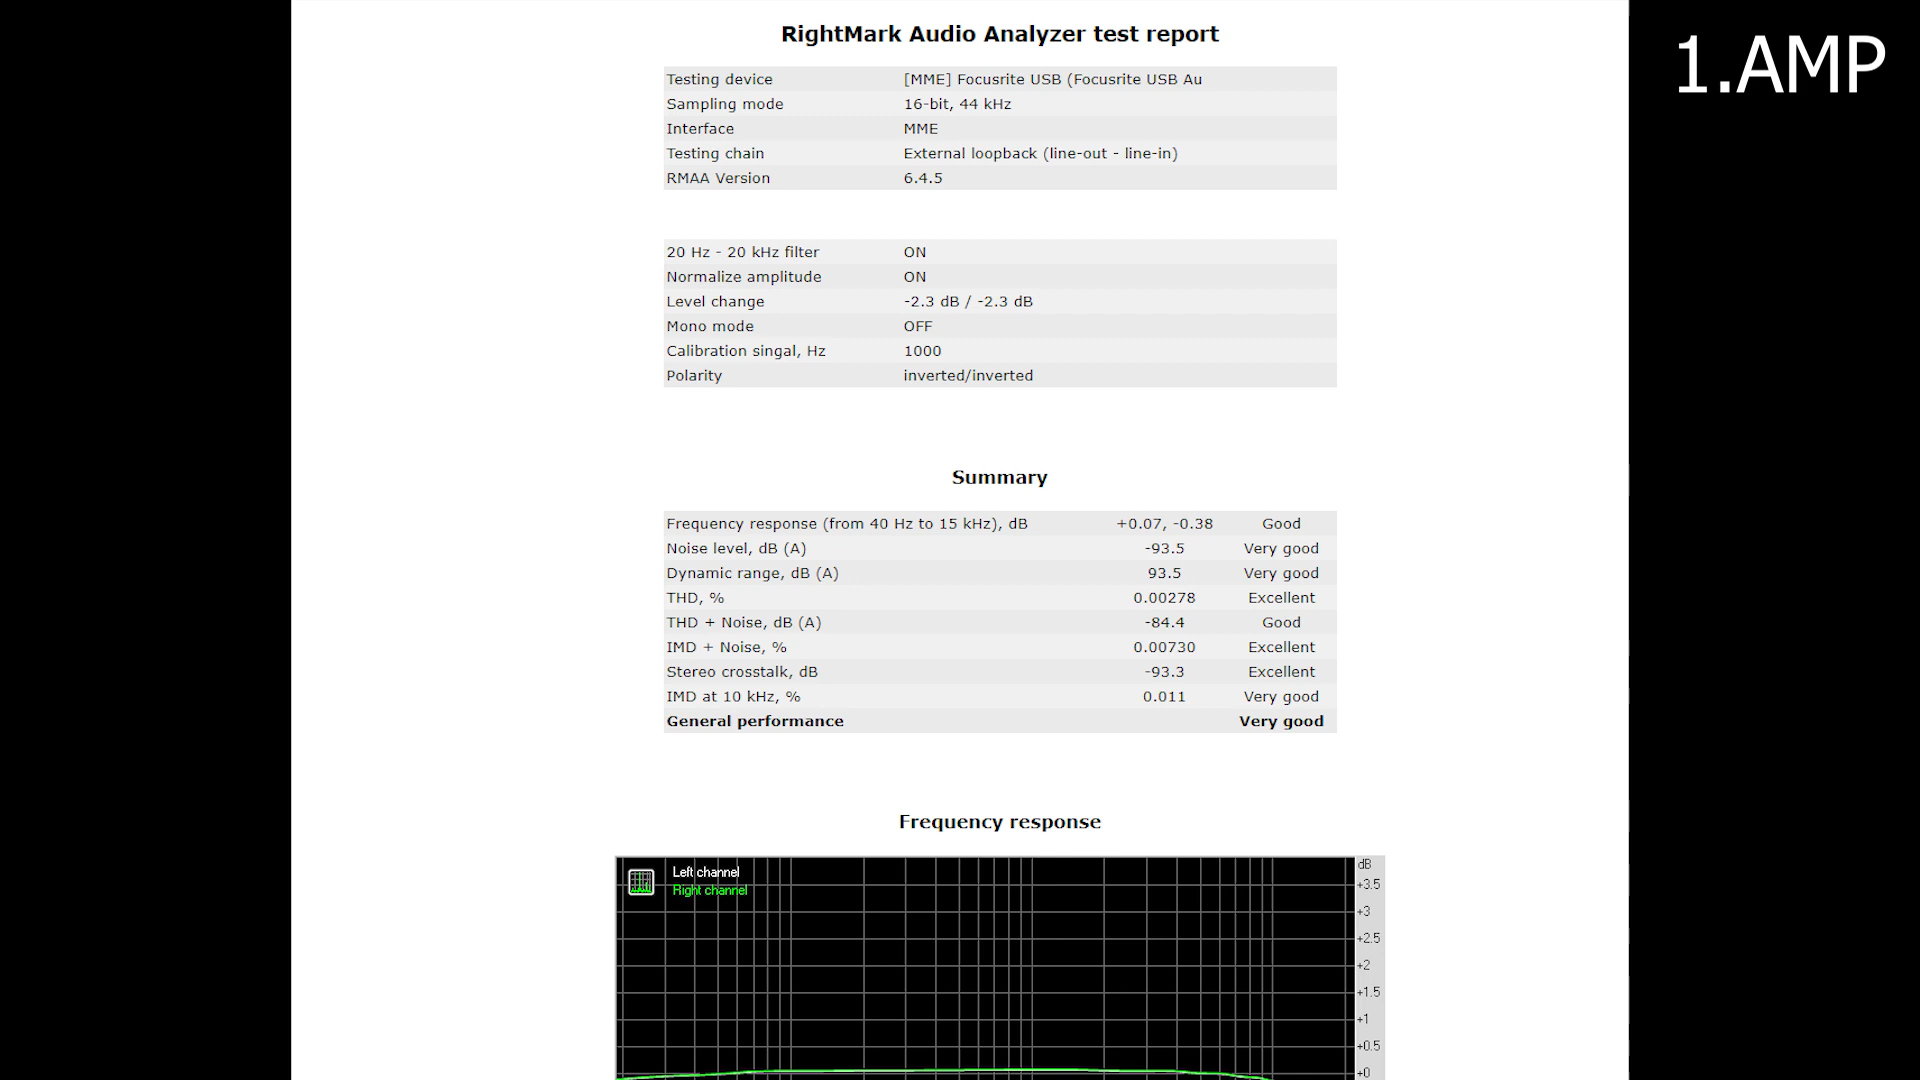 RightMark Audio Analyzer test report
1.AMP
Testing device [MME] Focusrite USB (Focusrite USB Au
Sampling mode 16-bit, 44 kHz
Interface MME
Testing chain External loopback (line-out - line-in)
RMAA Version 6.4.5
20 Hz - 20 kHz filter ON
Normalize amplitude ON
Level change -2.3 dB / -2.3 dB
Mono mode OFF
Calibration singal, Hz 1000
Polarity inverted/inverted
Summary
Frequency response (from 40 Hz to 15 kHz), dB +0.07, -0.38 Good
Noise level, dB (A) -93.5 Very good
Dynamic range, dB (A) 93.5 Very good
THD, % 0.00278 Excellent
THD + Noise, dB (A) -84.4 Good
IMD + Noise, % 0.00730 Excellent
Stereo crosstalk, dB -93.3 Excellent
IMD at 10 kHz, % 0.011 Very good
General performance Very good
Frequency response
Left channel
Right channel
dB
+3.5
+3
+2.5
+2
+1.5
+1
+0.5
+0